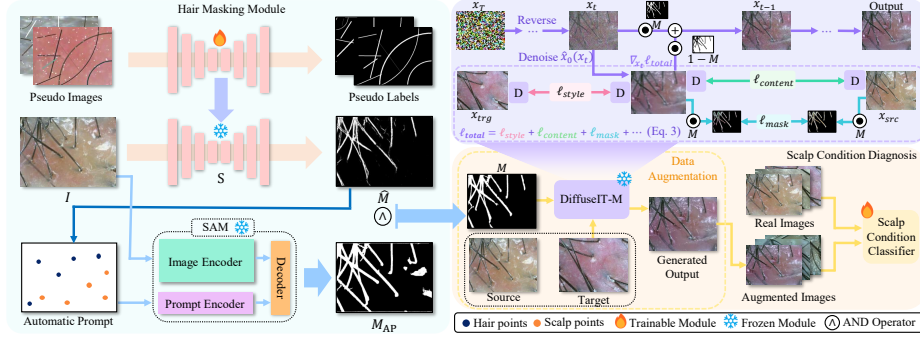 Hair Masking Module
Pseudo Images
Pseudo Labels
I
S
M̂
SAM
Image Encoder
Prompt Encoder
Decoder
Automatic Prompt
M_AP
x_T
Reverse
x_t
M
x_{t−1}
Output
...
...
Denoise x̂_0(x_t)
∇_{x_t} ℓ_total
1 − M
D
ℓ_style
D
D
ℓ_content
D
x_trg
M
ℓ_mask
M
x_src
ℓ_total = ℓ_style + ℓ_content + ℓ_mask + ⋯ (Eq. 3)
Scalp Condition Diagnosis
M
DiffuseIT-M
Data
Augmentation
Source
Target
Generated
Output
Real Images
Augmented Images
Scalp
Condition
Classifier
Hair points
Scalp points
Trainable Module
Frozen Module
AND Operator